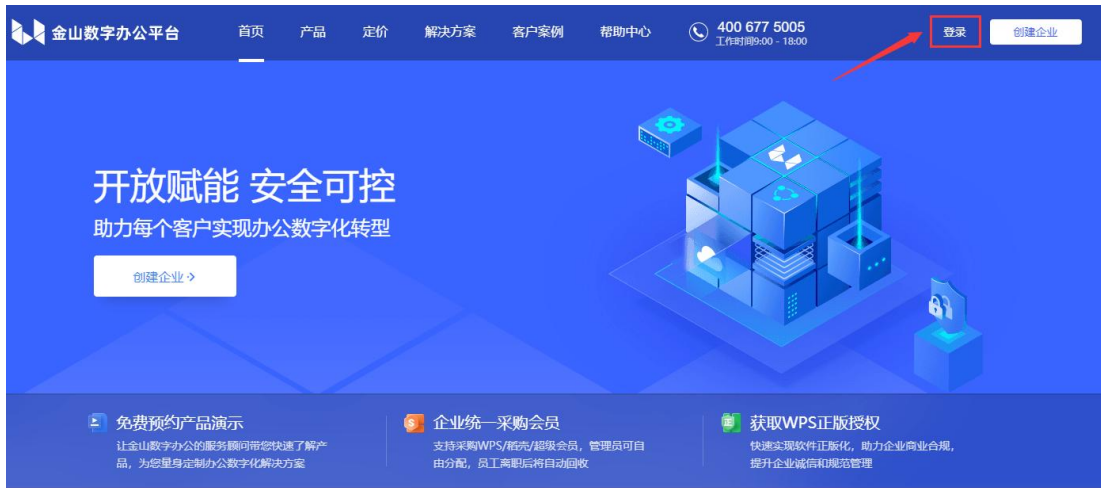 金山数字办公平台
首页
产品
定价
解决方案
客户案例
帮助中心
400 677 5005
工作时间9:00 - 18:00
登录
创建企业
开放赋能 安全可控
助力每个客户实现办公数字化转型
创建企业
免费预约产品演示
让金山数字办公的服务顾问带您快速了解产
品，为您量身定制办公数字化解决方案
企业统一采购会员
支持采购WPS/稻壳/超级会员，管理员可自
由分配，员工离职后将自动回收
获取WPS正版授权
快速实现软件正版化，助力企业商业合规，
提升企业诚信和规范管理